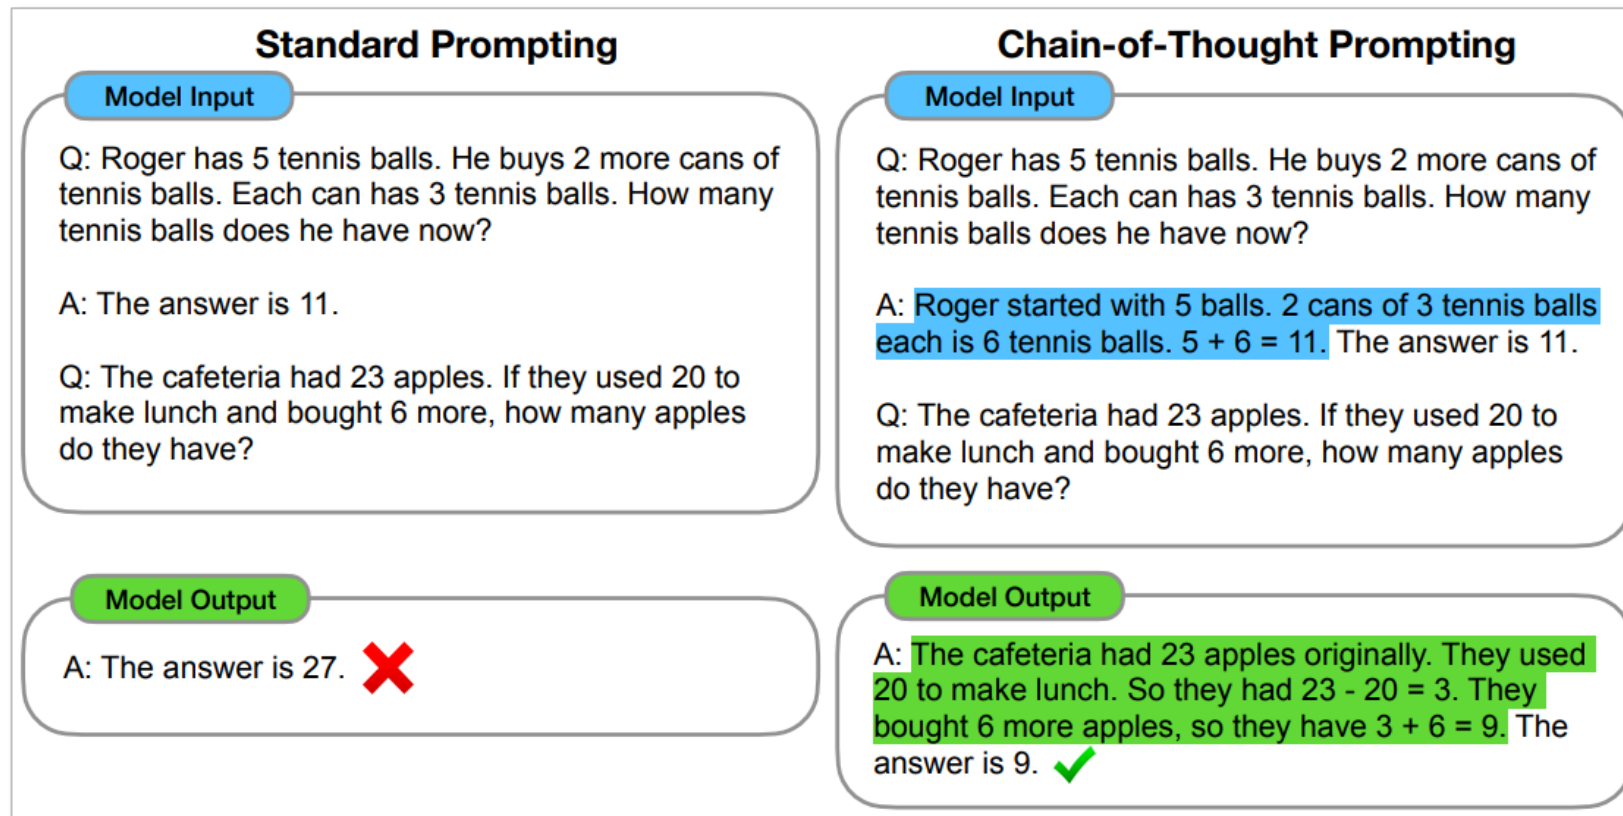 Standard Prompting
Model Input
Q: Roger has 5 tennis balls. He buys 2 more cans of
tennis balls. Each can has 3 tennis balls. How many
tennis balls does he have now?
A: The answer is 11.
Q: The cafeteria had 23 apples. If they used 20 to
make lunch and bought 6 more, how many apples
do they have?
Model Output
A: The answer is 27.
Chain-of-Thought Prompting
Model Input
Q: Roger has 5 tennis balls. He buys 2 more cans of
tennis balls. Each can has 3 tennis balls. How many
tennis balls does he have now?
A: Roger started with 5 balls. 2 cans of 3 tennis balls
each is 6 tennis balls. 5 + 6 = 11. The answer is 11.
Q: The cafeteria had 23 apples. If they used 20 to
make lunch and bought 6 more, how many apples
do they have?
Model Output
A: The cafeteria had 23 apples originally. They used
20 to make lunch. So they had 23 - 20 = 3. They
bought 6 more apples, so they have 3 + 6 = 9. The
answer is 9.